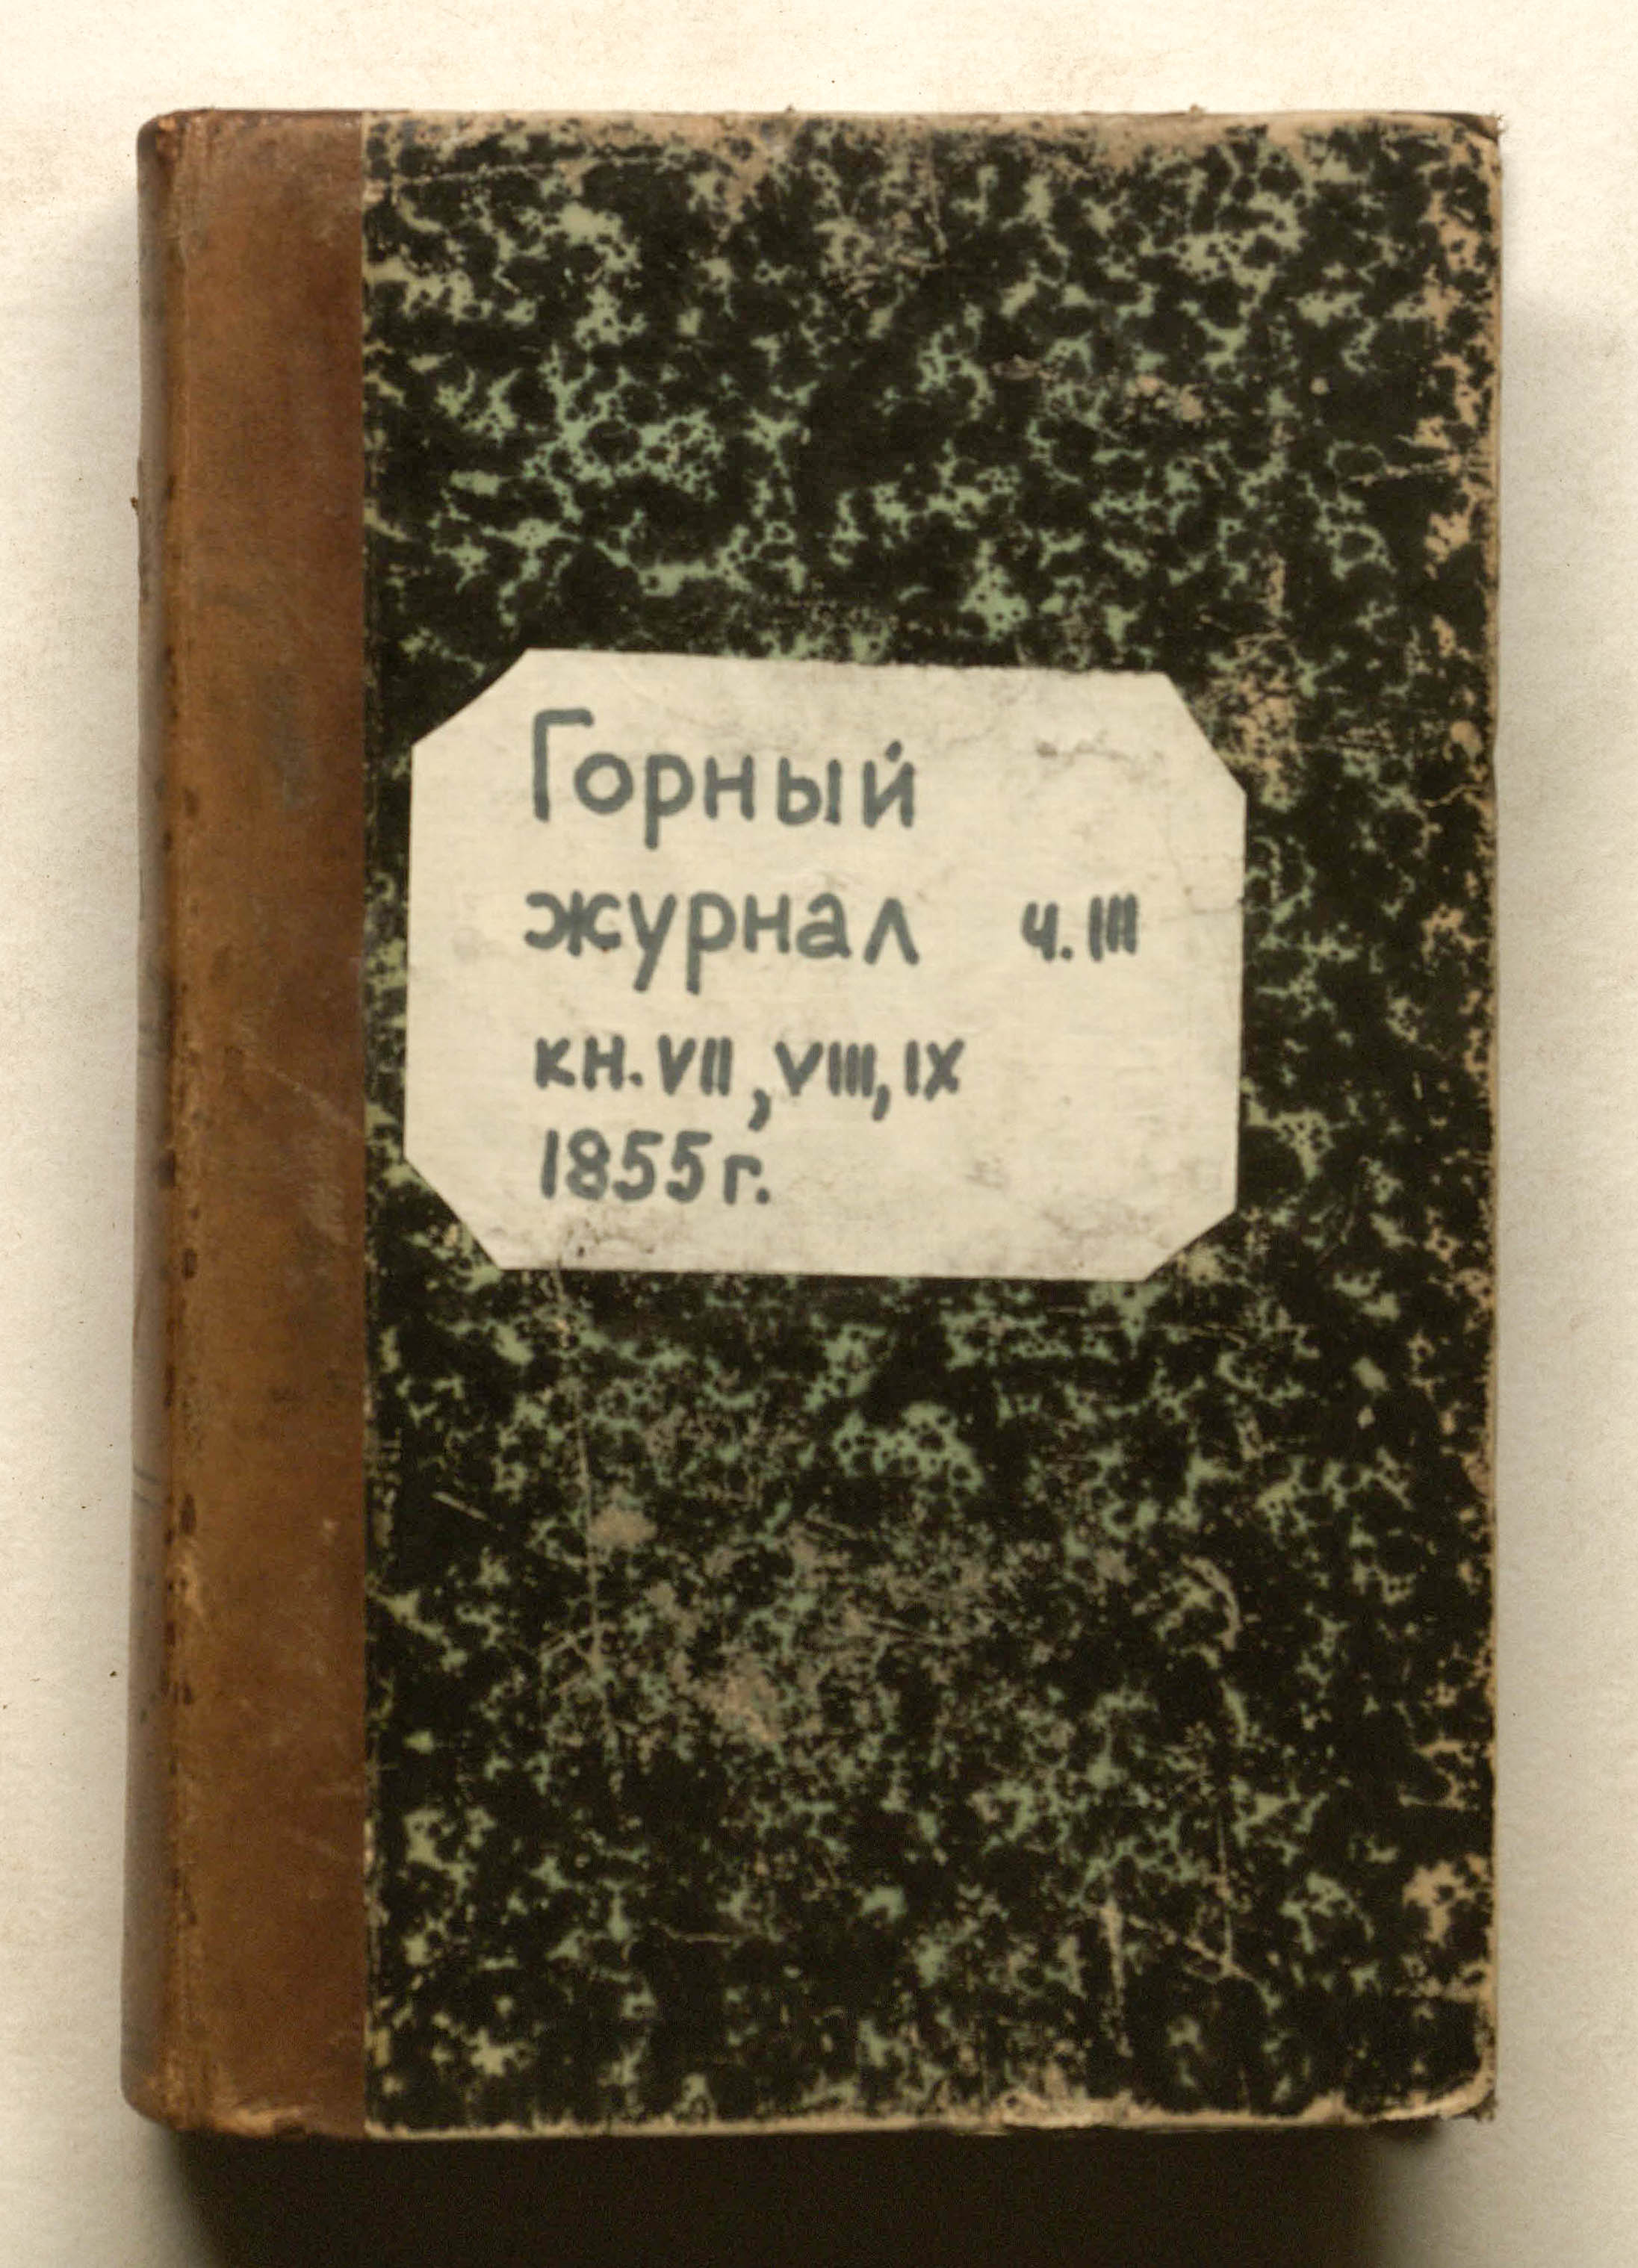 Горный
журнал ч. III
кн. VII, VIII, IX
1855 г.